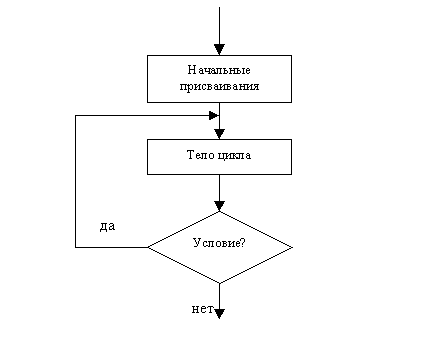 Начальные
присваивания
Тело цикла
да
Условие?
нет